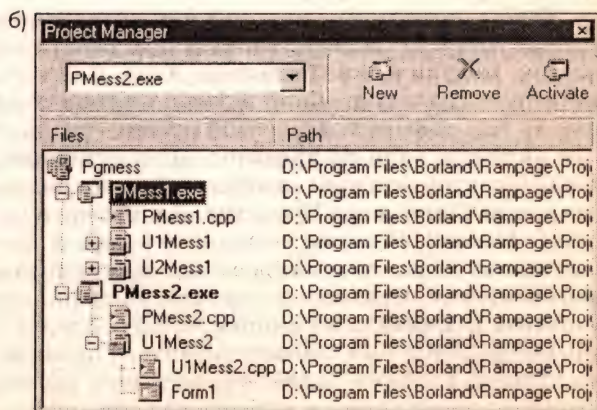 б)
Project Manager
PMess2.exe
New Remove Activate
Files Path
Pgmess D:\Program Files\Borland\Rampage\Proj
PMess1.exe D:\Program Files\Borland\Rampage\Proj
PMess1.cpp D:\Program Files\Borland\Rampage\Proj
U1Mess1 D:\Program Files\Borland\Rampage\Proj
U2Mess1 D:\Program Files\Borland\Rampage\Proj
PMess2.exe D:\Program Files\Borland\Rampage\Proj
PMess2.cpp D:\Program Files\Borland\Rampage\Proj
U1Mess2 D:\Program Files\Borland\Rampage\Proj
U1Mess2.cpp D:\Program Files\Borland\Rampage\Proj
Form1 D:\Program Files\Borland\Rampage\Proj